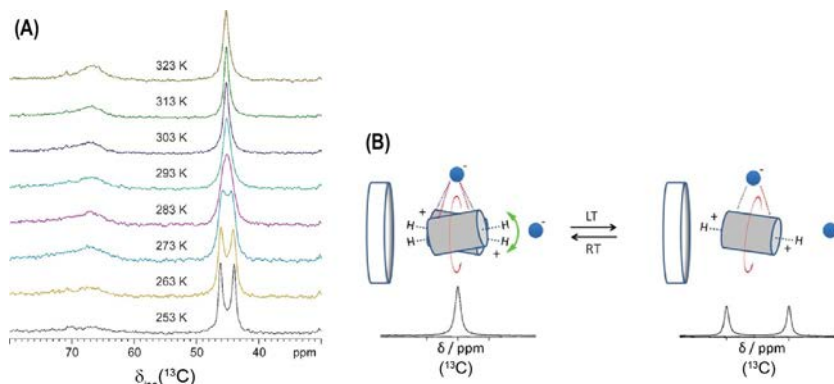 (A)
323 K
313 K
303 K
293 K
283 K
273 K
263 K
253 K
70 60 50 40 ppm
δiso(¹³C)
(B)
-
+
H H
H H
+
LT
RT
-
-
+
H
H
+
-
δ / ppm
(¹³C)
δ / ppm
(¹³C)